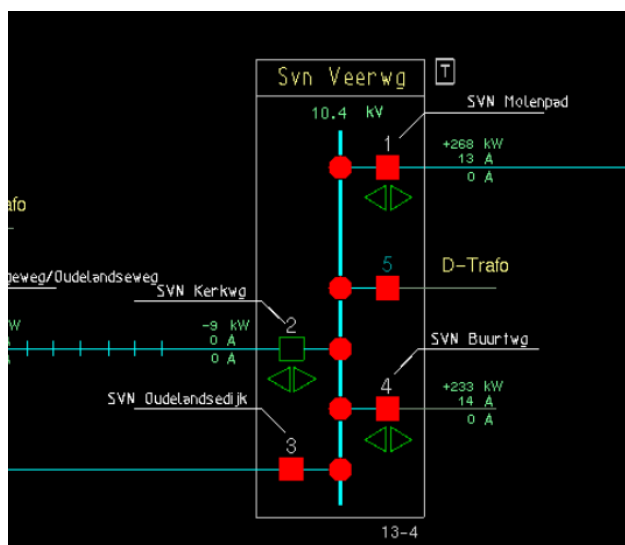 Svn Veerwg
T
10.4 kV
SVN Molenpad
1
+268 kW
13 A
0 A
afo
5
D-Trafo
geweg/Oudelandseweg
SVN Kerkwg
2
W
-9 kW
0 A
0 A
SVN Buurtwg
4
+233 kW
14 A
0 A
SVN Oudelandsedijk
3
13-4